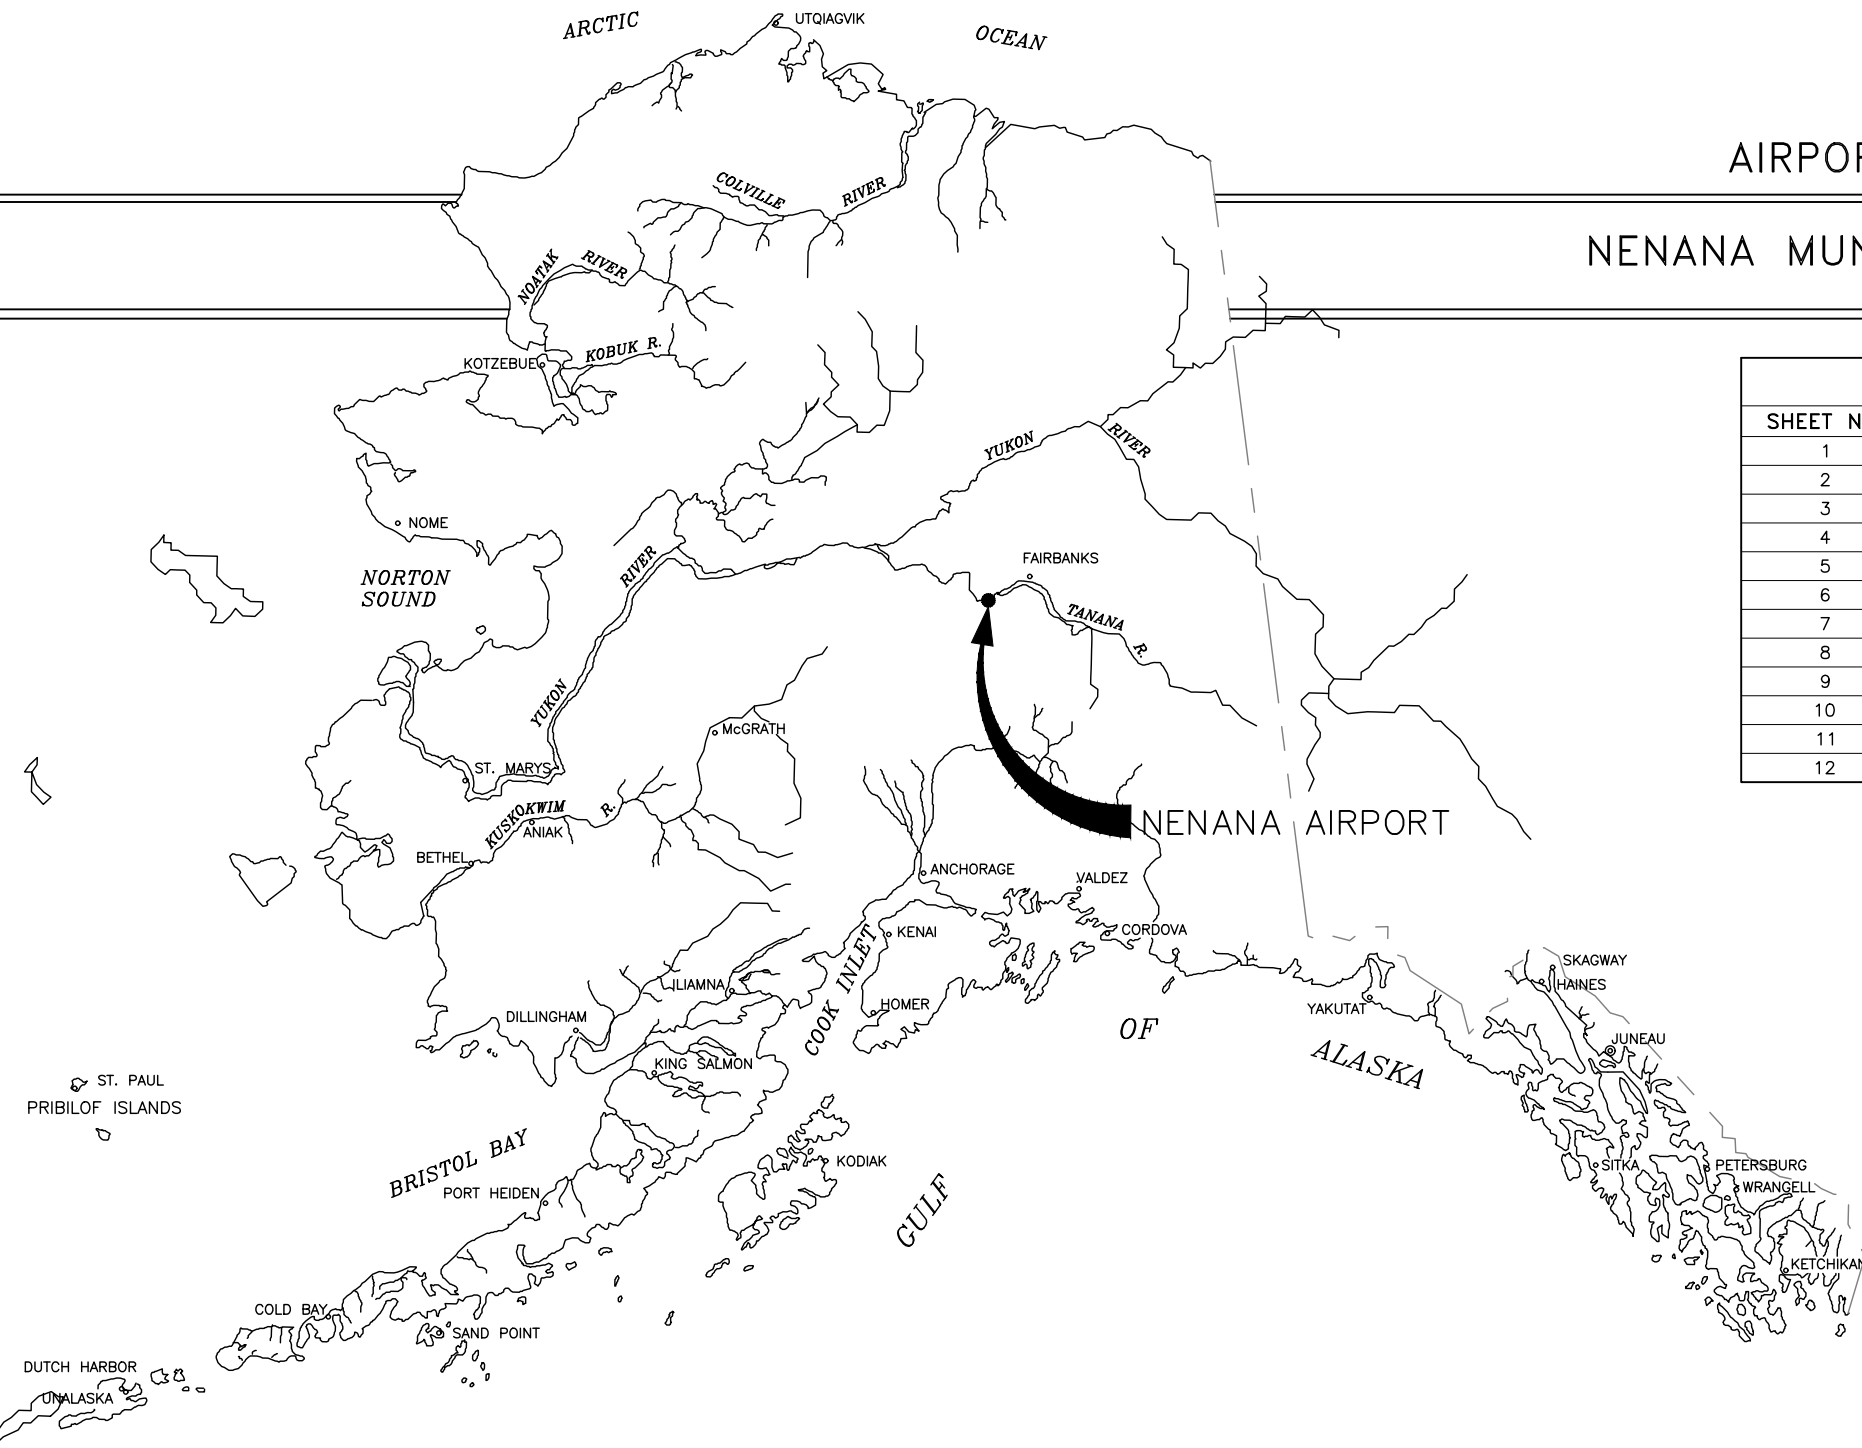 ARCTIC
UTQIAGVIK
OCEAN
COLVILLE
RIVER
NOATAK
RIVER
KOBUK R.
KOTZEBUE
YUKON
RIVER
NOME
NORTON
SOUND
RIVER
FAIRBANKS
TANANA
R.
YUKON
McGRATH
ST. MARYS
KUSKOKWIM
R.
ANIAK
BETHEL
NENANA AIRPORT
ANCHORAGE
VALDEZ
CORDOVA
KENAI
COOK INLET
ILIAMNA
HOMER
DILLINGHAM
KING SALMON
SKAGWAY
HAINES
YAKUTAT
JUNEAU
OF
ALASKA
ST. PAUL
PRIBILOF ISLANDS
BRISTOL BAY
KODIAK
GULF
PORT HEIDEN
SITKA
PETERSBURG
WRANGELL
KETCHIKAN
COLD BAY
SAND POINT
DUTCH HARBOR
UNALASKA
AIRPOR
NENANA MUN
SHEET N
1
2
3
4
5
6
7
8
9
10
11
12